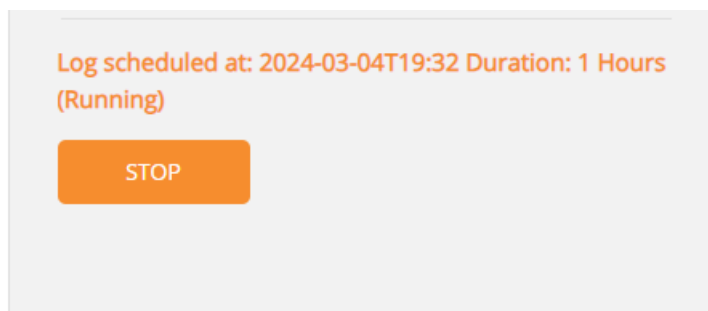 Log scheduled at: 2024-03-04T19:32 Duration: 1 Hours
(Running)
STOP